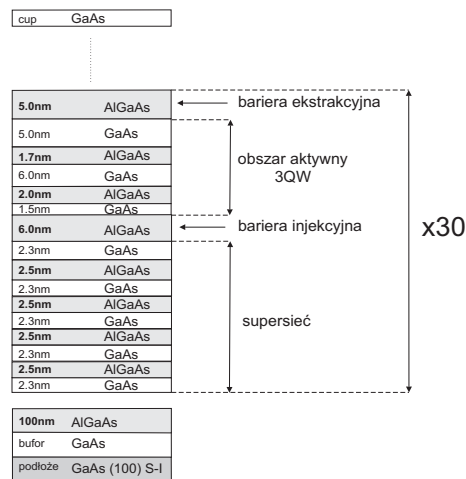 cup GaAs
5.0nm AlGaAs
bariera ekstrakcyjna
5.0nm GaAs
1.7nm AlGaAs
obszar aktywny
3QW
6.0nm GaAs
2.0nm AlGaAs
1.5nm GaAs
6.0nm AlGaAs
bariera injekcyjna
x30
2.3nm GaAs
2.5nm AlGaAs
2.3nm GaAs
2.5nm AlGaAs
2.3nm GaAs
supersieć
2.5nm AlGaAs
2.3nm GaAs
2.5nm AlGaAs
2.3nm GaAs
100nm AlGaAs
bufor GaAs
podłoże GaAs (100) S-I